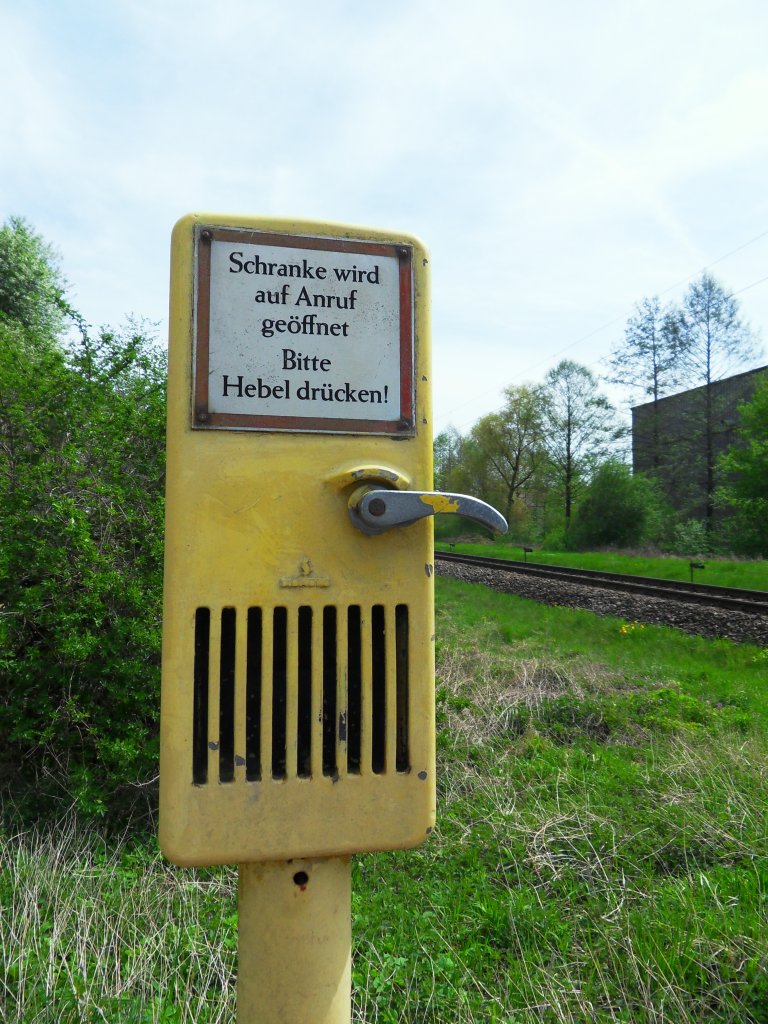 Schranke wird
auf Anruf
geöffnet
Bitte
Hebel drücken!